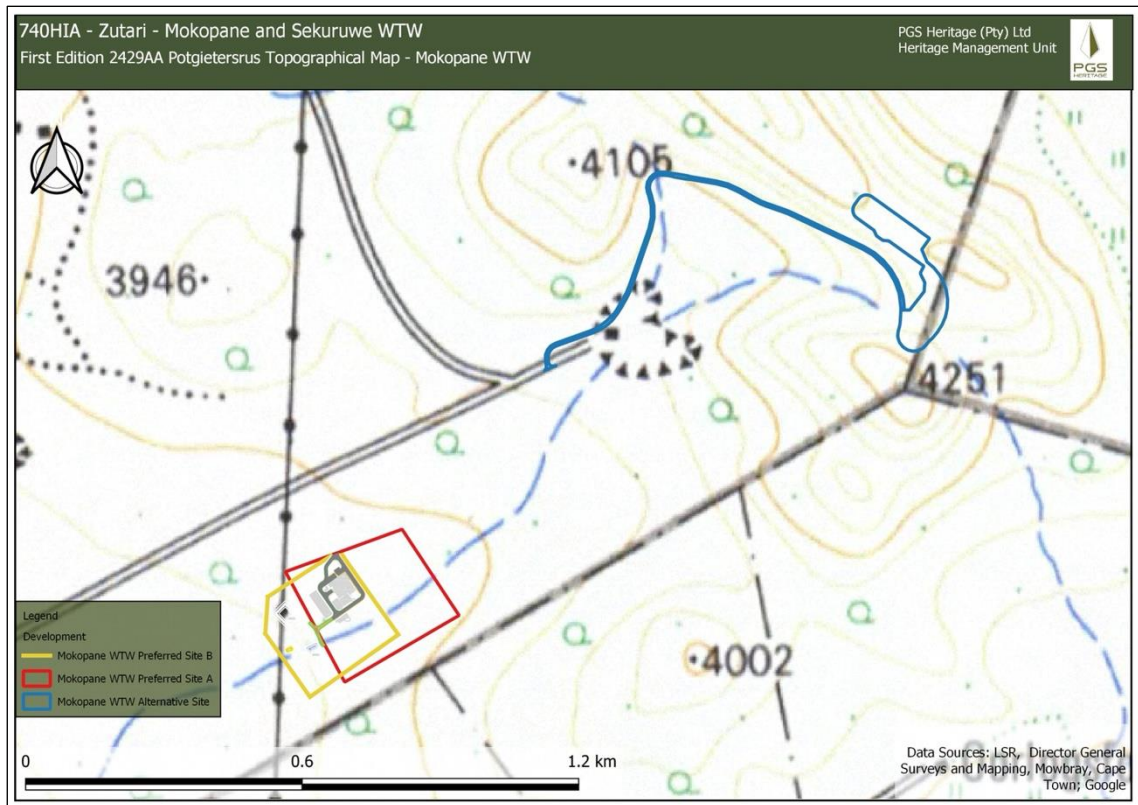 740HIA - Zutari - Mokopane and Sekuruwe WTW
First Edition 2429AA Potgietersrus Topographical Map - Mokopane WTW
PGS Heritage (Pty) Ltd
Heritage Management Unit
PGS
HERITAGE
4105
3946
4251
4002
Legend
Development
Mokopane WTW Preferred Site B
Mokopane WTW Preferred Site A
Mokopane WTW Alternative Site
0
0.6
1.2 km
Data Sources: LSR, Director General
Surveys and Mapping, Mowbray, Cape
Town; Google